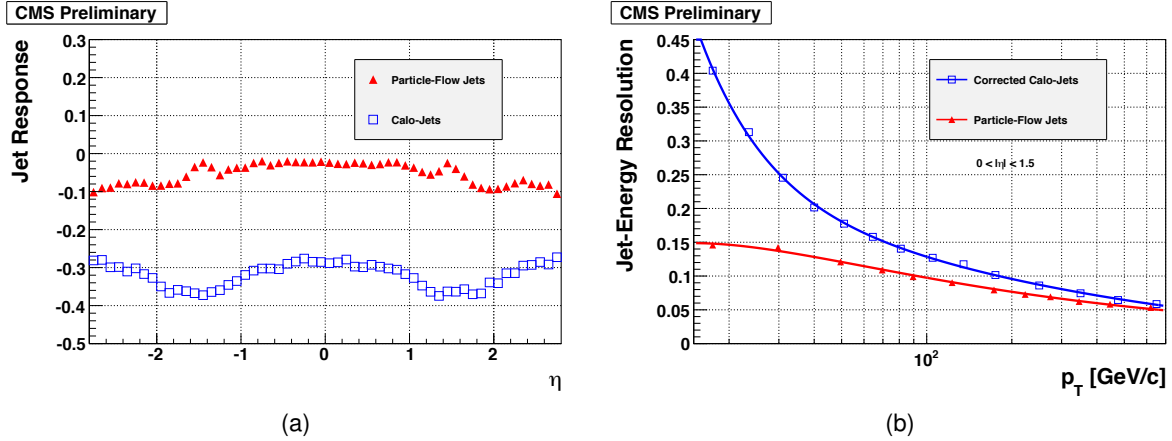 CMS Preliminary
Jet Response
0.3
0.2
0.1
0
-0.1
-0.2
-0.3
-0.4
-0.5
Particle-Flow Jets
Calo-Jets
-2 -1 0 1 2
η
(a)
CMS Preliminary
Jet-Energy Resolution
0.45
0.4
0.35
0.3
0.25
0.2
0.15
0.1
0.05
0
Corrected Calo-Jets
Particle-Flow Jets
0 < |η| < 1.5
10²
p_T [GeV/c]
(b)